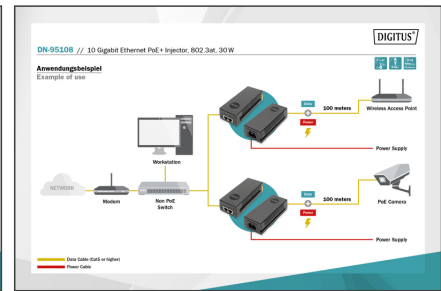 DIGITUS®
DN-95108 // 10 Gigabit Ethernet PoE+ Injector, 802.3at, 30 W
Anwendungsbeispiel
Example of use
Data
100 meters
Power
Wireless Access Point
Power Supply
Workstation
NETWORK
Modem
Non PoE
Switch
Data
100 meters
Power
PoE Camera
Power Supply
Data Cable (Cat5 or higher)
Power Cable